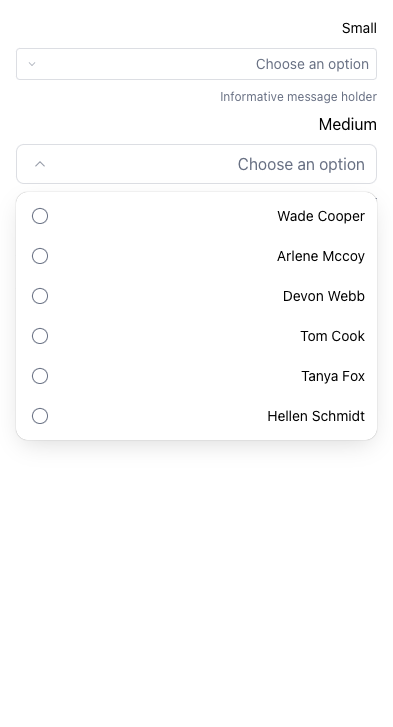 Small
Choose an option
Informative message holder
Medium
Choose an option
Wade Cooper
Arlene Mccoy
Devon Webb
Tom Cook
Tanya Fox
Hellen Schmidt